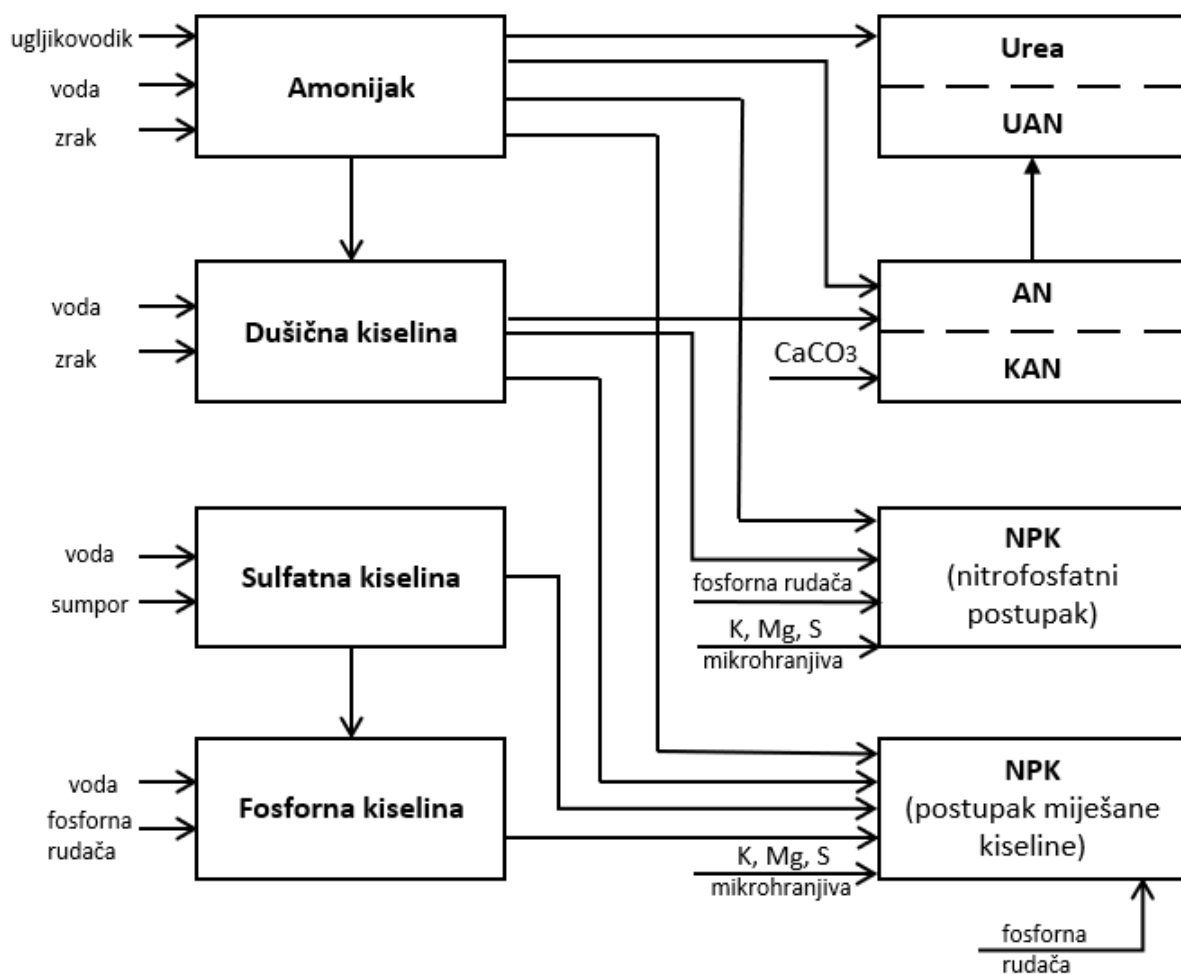 ugljikovodik
voda
zrak
Amonijak
Urea
UAN
voda
zrak
Dušična kiselina
CaCO3
AN
KAN
voda
sumpor
Sulfatna kiselina
fosforna rudača
K, Mg, S
mikrohranjiva
NPK
(nitrofosfatni
postupak)
voda
fosforna
rudača
Fosforna kiselina
K, Mg, S
mikrohranjiva
NPK
(postupak miješane
kiseline)
fosforna
rudača